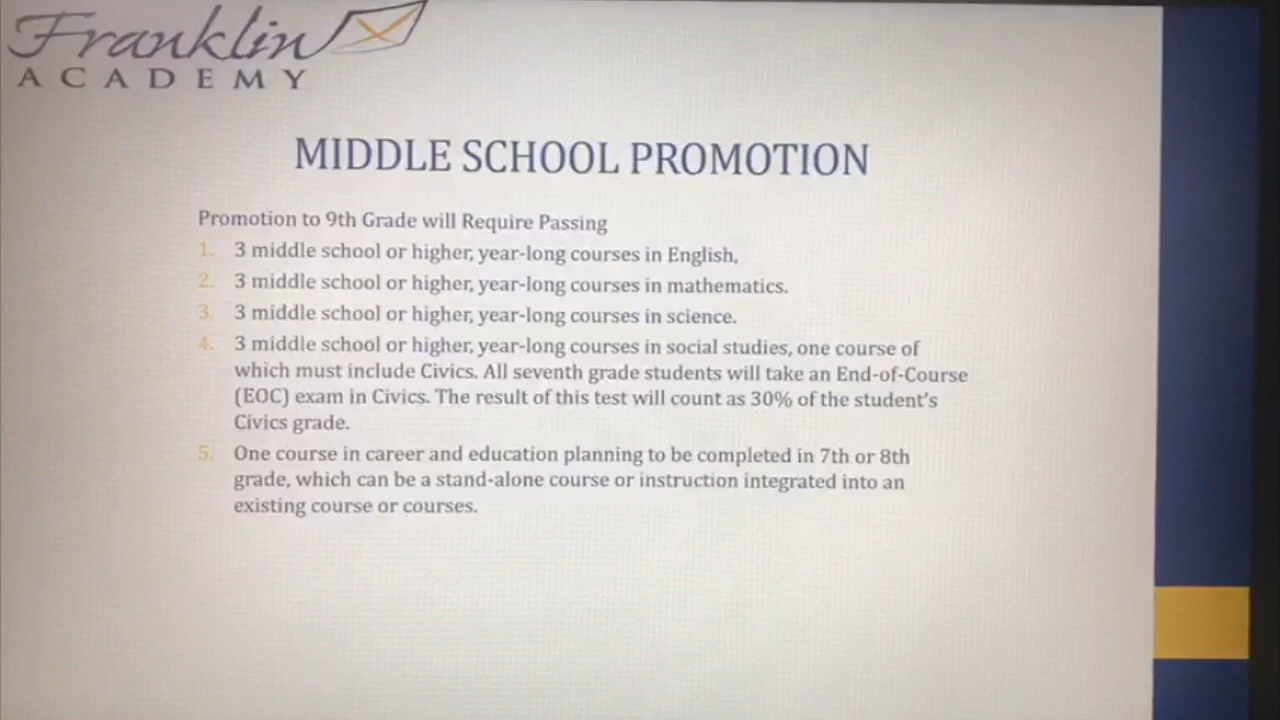 Franklin
ACADEMY
MIDDLE SCHOOL PROMOTION
Promotion to 9th Grade will Require Passing
1. 3 middle school or higher, year-long courses in English,
2. 3 middle school or higher, year-long courses in mathematics.
3. 3 middle school or higher, year-long courses in science.
4. 3 middle school or higher, year-long courses in social studies, one course of
which must include Civics. All seventh grade students will take an End-of-Course
(EOC) exam in Civics. The result of this test will count as 30% of the student's
Civics grade.
5. One course in career and education planning to be completed in 7th or 8th
grade, which can be a stand-alone course or instruction integrated into an
existing course or courses.